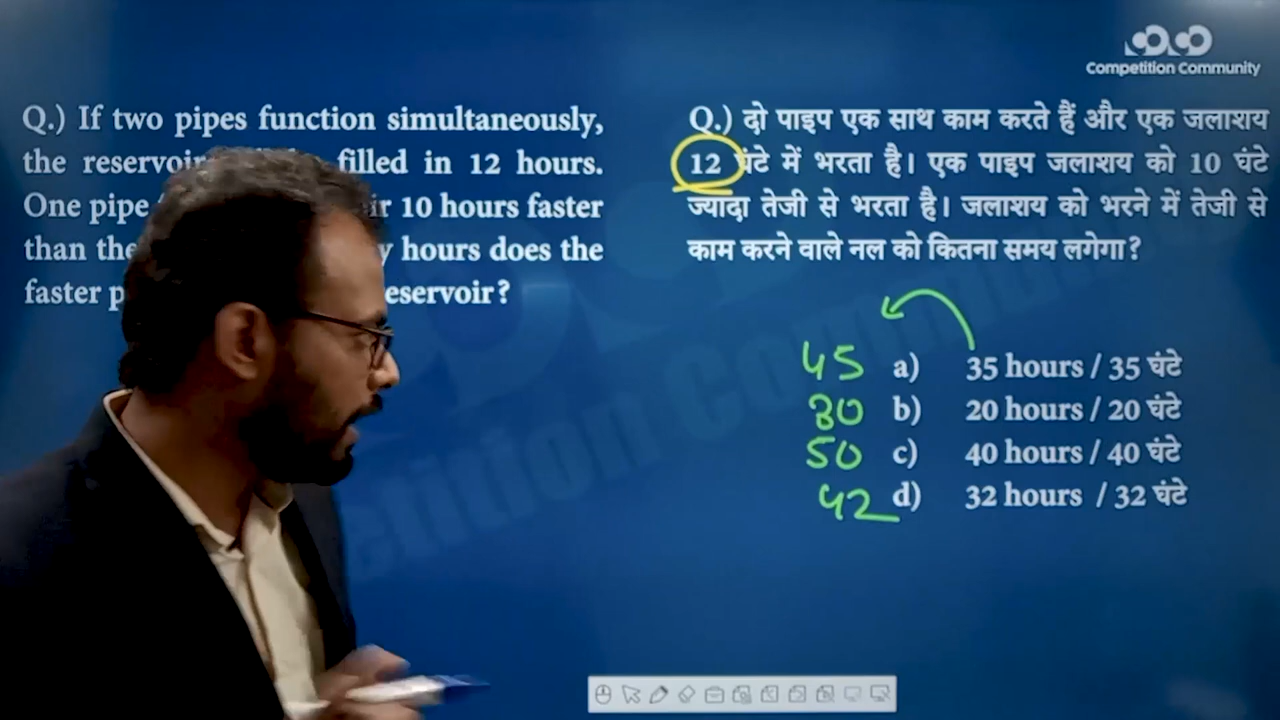 Competition Community
Q.) If two pipes function simultaneously,
the reservoir filled in 12 hours.
One pipe 10 hours faster
than the hours does the
faster reservoir?
Q.) दो पाइप एक साथ काम करते हैं और एक जलाशय
12 घंटे में भरता है। एक पाइप जलाशय को 10 घंटे
ज्यादा तेजी से भरता है। जलाशय को भरने में तेजी से
काम करने वाले नल को कितना समय लगेगा?
45 a) 35 hours / 35 घंटे
30 b) 20 hours / 20 घंटे
50 c) 40 hours / 40 घंटे
42 d) 32 hours / 32 घंटे